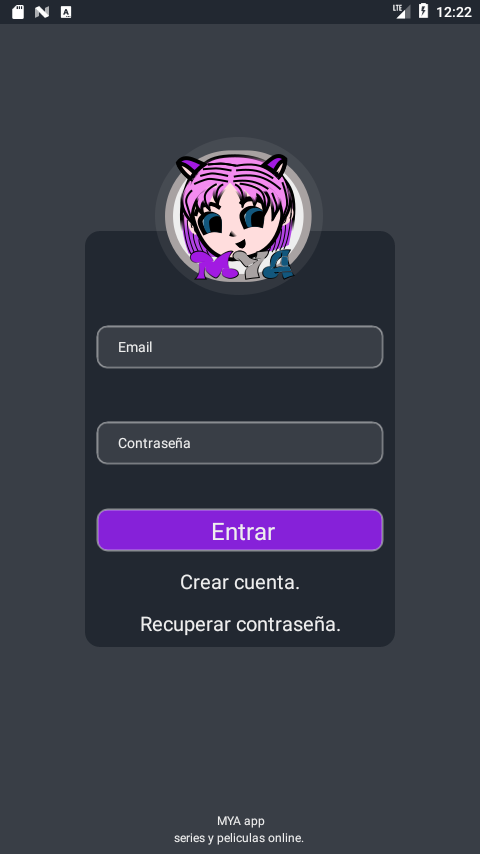 LTE 12:22
MYA
Email
Contraseña
Entrar
Crear cuenta.
Recuperar contraseña.
MYA app
series y peliculas online.